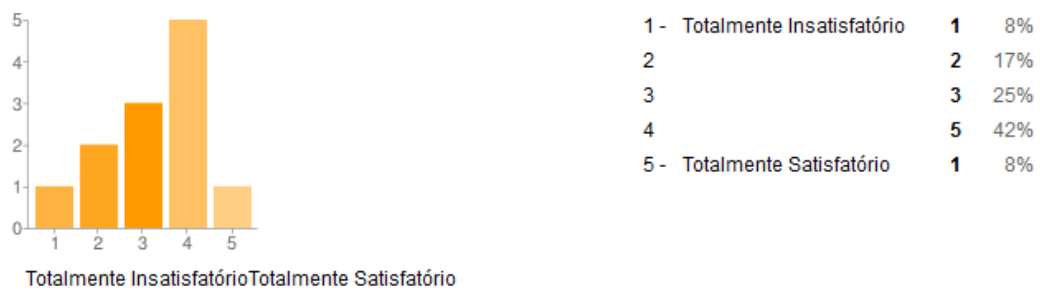 5
4
3
2
1
0
1 2 3 4 5
Totalmente InsatisfatórioTotalmente Satisfatório
1 - Totalmente Insatisfatório 1 8%
2 2 17%
3 3 25%
4 5 42%
5 - Totalmente Satisfatório 1 8%